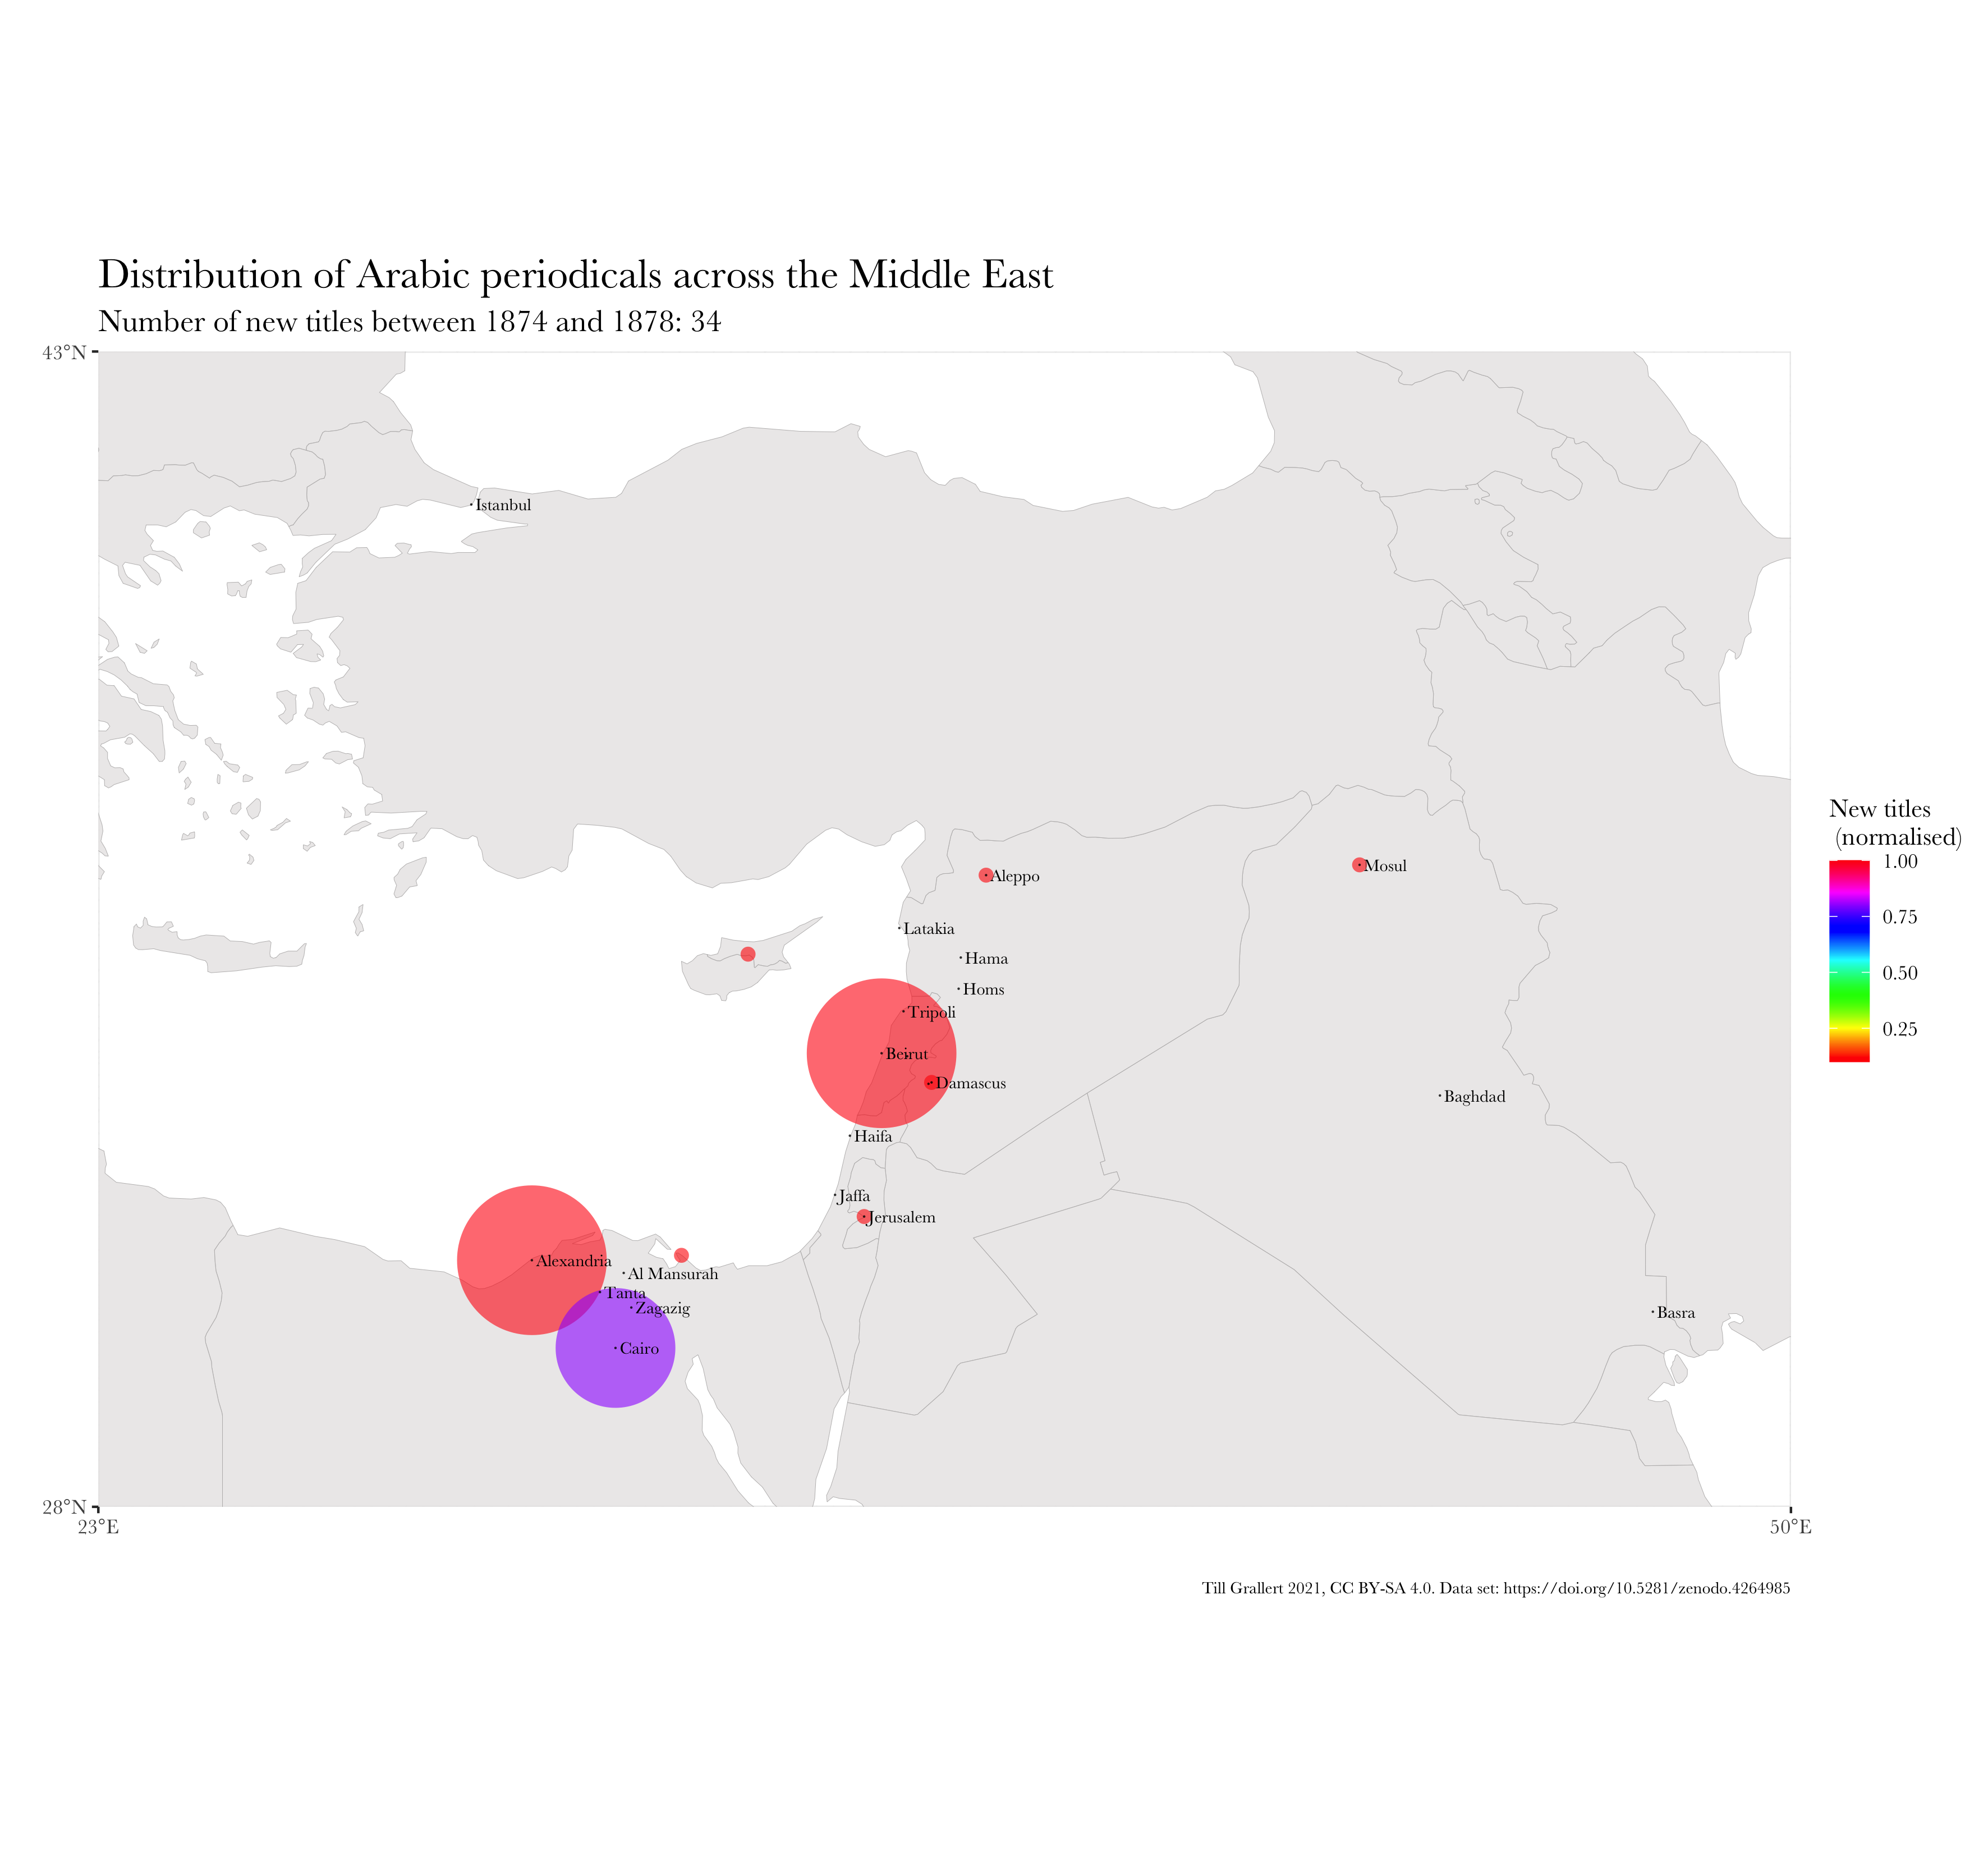 Distribution of Arabic periodicals across the Middle East
Number of new titles between 1874 and 1878: 34
43°N
Istanbul
Aleppo
Mosul
Latakia
Hama
Homs
Tripoli
Beirut
Damascus
Baghdad
Haifa
Jaffa
Jerusalem
Alexandria
Al Mansurah
Tanta
Zagazig
Cairo
Basra
28°N
23°E
50°E
New titles
(normalised)
1.00
0.75
0.50
0.25
Till Grallert 2021, CC BY-SA 4.0. Data set: https://doi.org/10.5281/zenodo.4264985